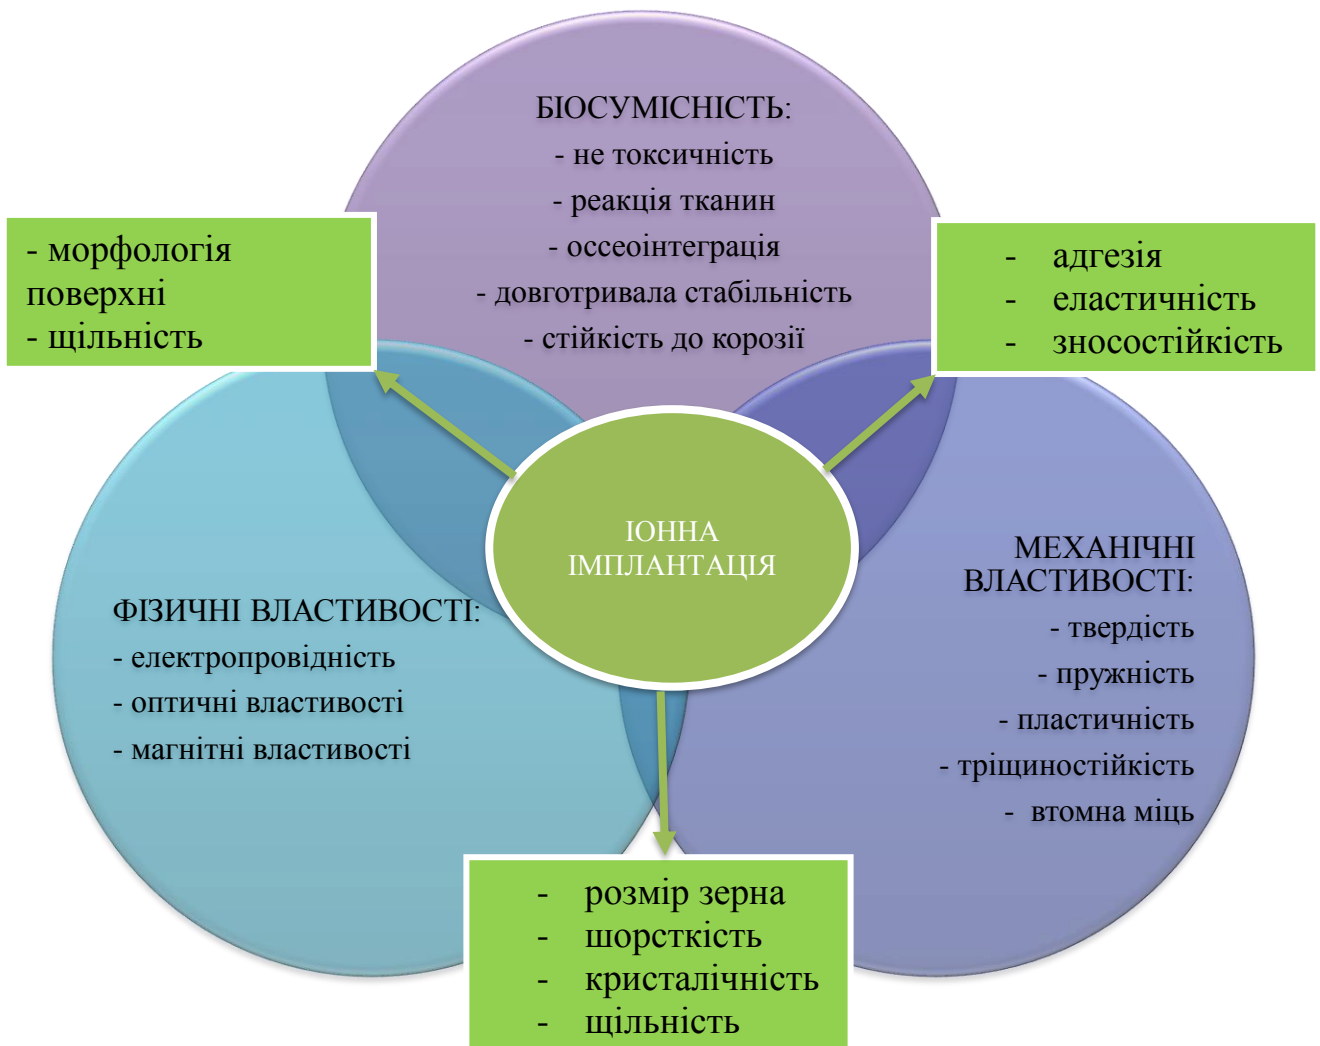 БІОСУМІСНІСТЬ:
- не токсичність
- реакція тканин
- оссеоінтеграція
- довготривала стабільність
- стійкість до корозії
- морфологія
поверхні
- щільність
- адгезія
- еластичність
- зносостійкість
ІОННА
ІМПЛАНТАЦІЯ
ФІЗИЧНІ ВЛАСТИВОСТІ:
- електропровідність
- оптичні властивості
- магнітні властивості
МЕХАНІЧНІ
ВЛАСТИВОСТІ:
- твердість
- пружність
- пластичність
- тріщиностійкість
- втомна міць
- розмір зерна
- шорсткість
- кристалічність
- щільність